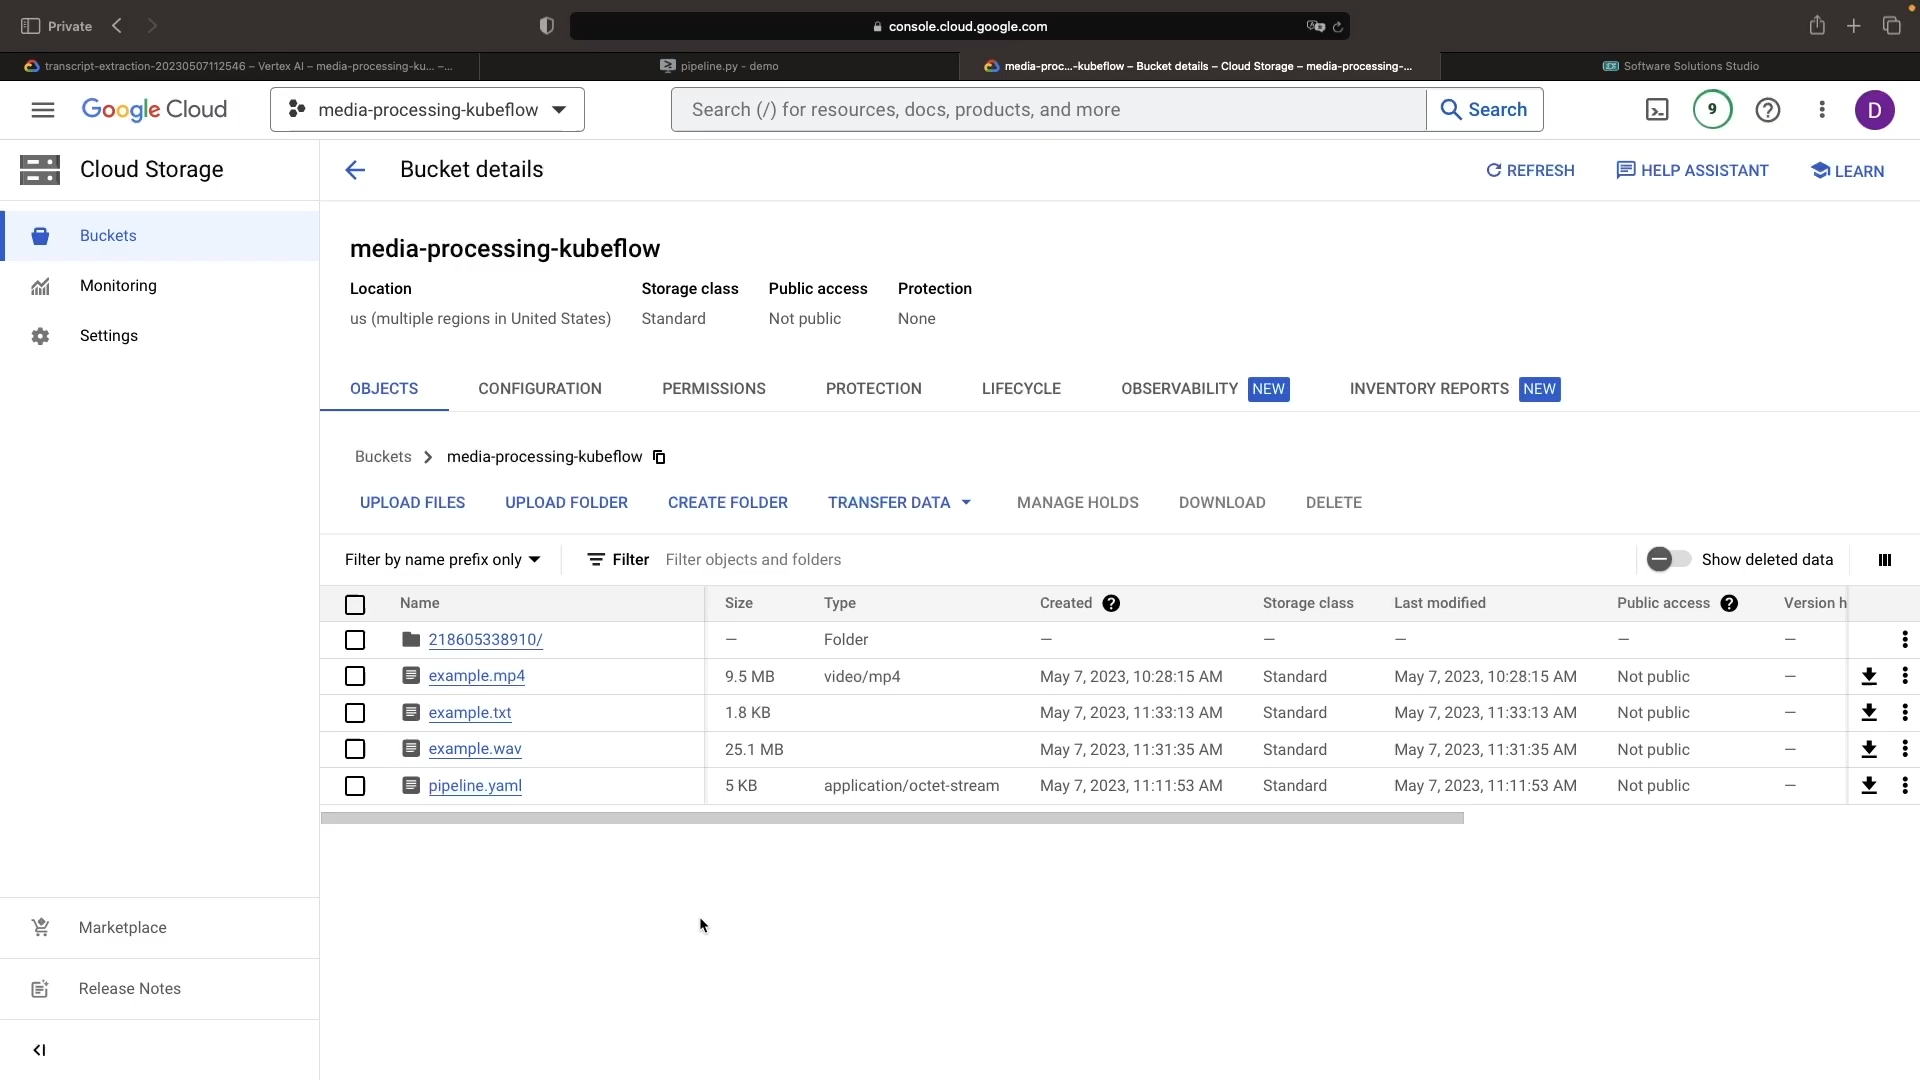 Private
console.cloud.google.com
transcript-extraction-20230507112546 – Vertex AI – media-processing-ku... –...
pipeline.py - demo
media-proc...-kubeflow – Bucket details – Cloud Storage – media-processing-...
Software Solutions Studio
Google Cloud
media-processing-kubeflow
Search (/) for resources, docs, products, and more
Search
9
D
Cloud Storage
Bucket details
REFRESH
HELP ASSISTANT
LEARN
Buckets
Monitoring
Settings
media-processing-kubeflow
Location Storage class Public access Protection
us (multiple regions in United States) Standard Not public None
OBJECTS CONFIGURATION PERMISSIONS PROTECTION LIFECYCLE OBSERVABILITY NEW INVENTORY REPORTS NEW
Buckets > media-processing-kubeflow
UPLOAD FILES UPLOAD FOLDER CREATE FOLDER TRANSFER DATA MANAGE HOLDS DOWNLOAD DELETE
Filter by name prefix only Filter Filter objects and folders Show deleted data
Name Size Type Created Storage class Last modified Public access Version h
218605338910/ — Folder — — — — —
example.mp4 9.5 MB video/mp4 May 7, 2023, 10:28:15 AM Standard May 7, 2023, 10:28:15 AM Not public —
example.txt 1.8 KB May 7, 2023, 11:33:13 AM Standard May 7, 2023, 11:33:13 AM Not public —
example.wav 25.1 MB May 7, 2023, 11:31:35 AM Standard May 7, 2023, 11:31:35 AM Not public —
pipeline.yaml 5 KB application/octet-stream May 7, 2023, 11:11:53 AM Standard May 7, 2023, 11:11:53 AM Not public —
Marketplace
Release Notes